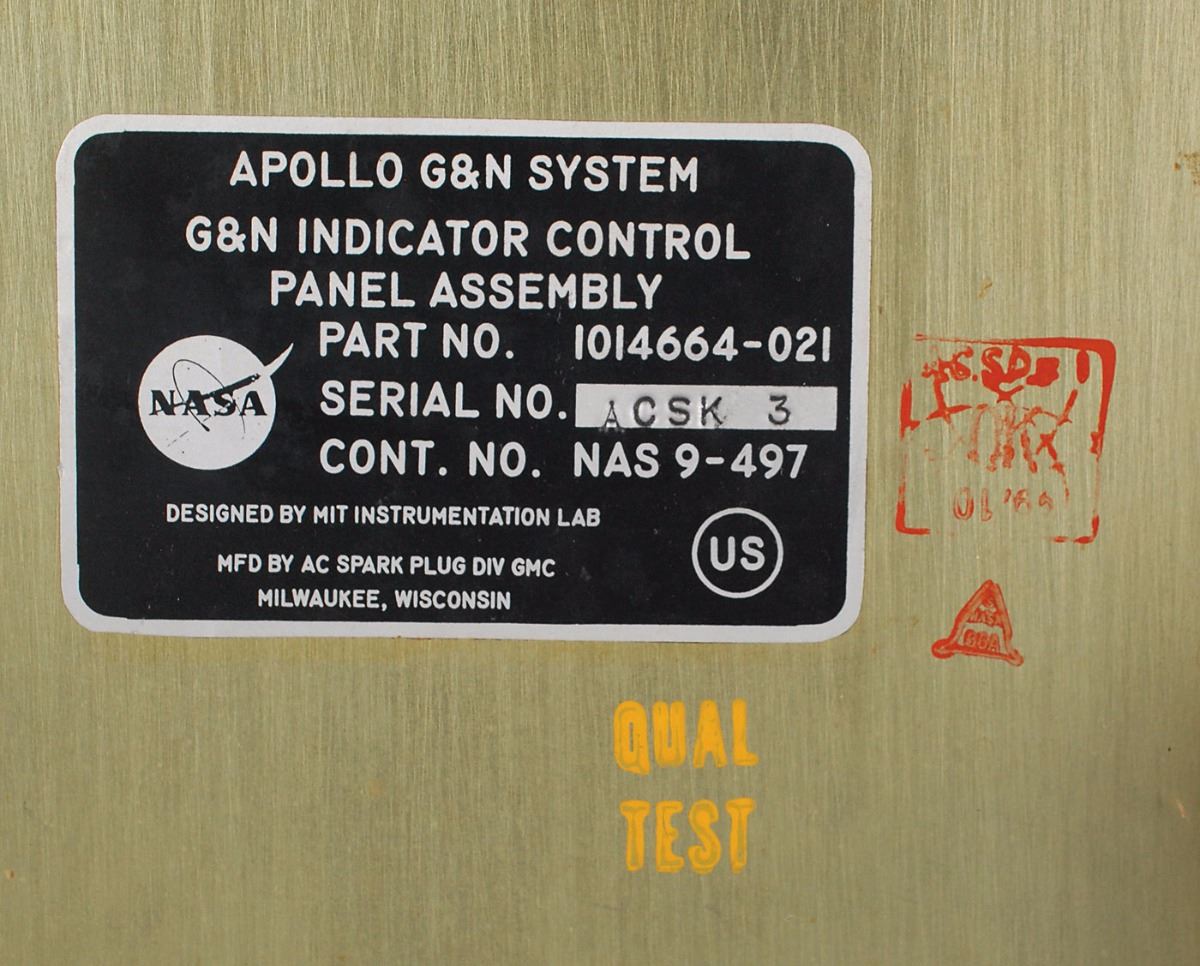 APOLLO G&N SYSTEM
G&N INDICATOR CONTROL
PANEL ASSEMBLY
PART NO. 1014664-021
NASA
SERIAL NO. ACSK 3
CONT. NO. NAS 9-497
DESIGNED BY MIT INSTRUMENTATION LAB
US
MFD BY AC SPARK PLUG DIV GMC
MILWAUKEE, WISCONSIN
NASA
QUAL
TEST